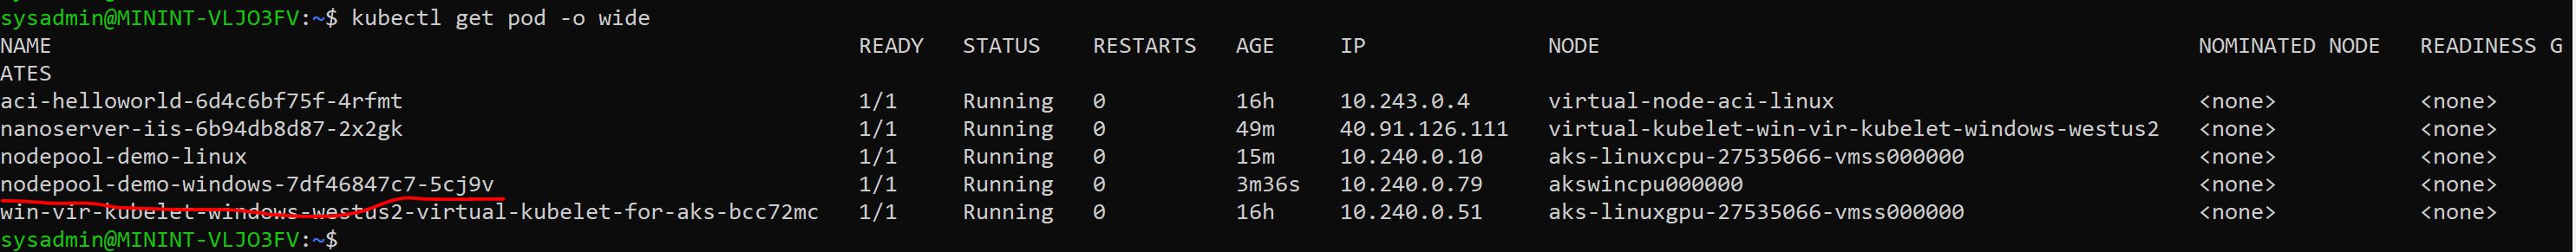 sysadmin@MININT-VLJO3FV:~$ kubectl get pod -o wide
NAME READY STATUS RESTARTS AGE IP NODE NOMINATED NODE READINESS G
ATES
aci-helloworld-6d4c6bf75f-4rfmt 1/1 Running 0 16h 10.243.0.4 virtual-node-aci-linux <none> <none>
nanoserver-iis-6b94db8d87-2x2gk 1/1 Running 0 49m 40.91.126.111 virtual-kubelet-win-vir-kubelet-windows-westus2 <none> <none>
nodepool-demo-linux 1/1 Running 0 15m 10.240.0.10 aks-linuxcpu-27535066-vmss000000 <none> <none>
nodepool-demo-windows-7df46847c7-5cj9v 1/1 Running 0 3m36s 10.240.0.79 akswincpu000000 <none> <none>
win-vir-kubelet-windows-westus2-virtual-kubelet-for-aks-bcc72mc 1/1 Running 0 16h 10.240.0.51 aks-linuxgpu-27535066-vmss000000 <none> <none>
sysadmin@MININT-VLJO3FV:~$